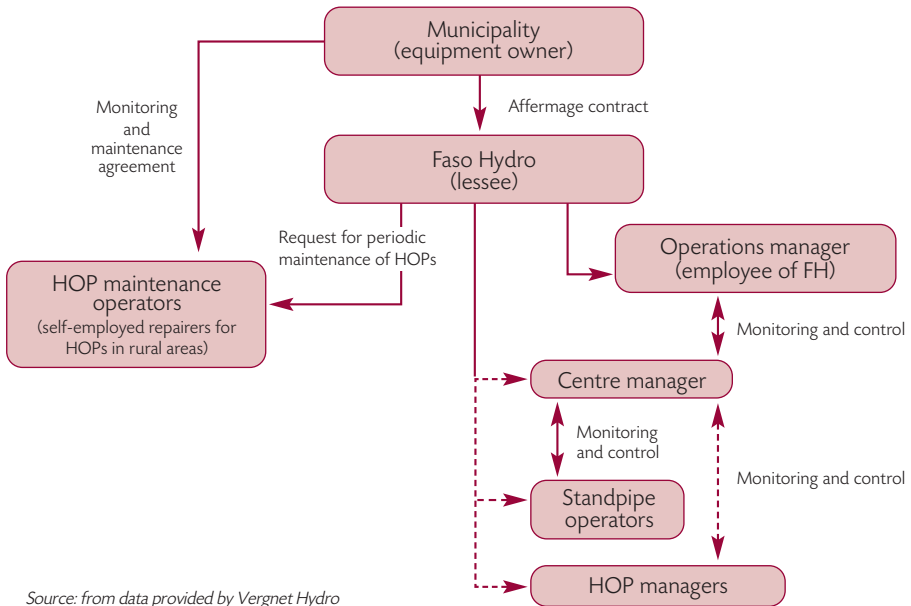 Municipality
(equipment owner)
Monitoring
and
maintenance
agreement
Affermage contract
Faso Hydro
(lessee)
Request for periodic
maintenance of HOPs
HOP maintenance
operators
(self-employed repairers for
HOPs in rural areas)
Operations manager
(employee of FH)
Monitoring and control
Centre manager
Monitoring
and control
Monitoring and control
Standpipe
operators
HOP managers
Source: from data provided by Vergnet Hydro